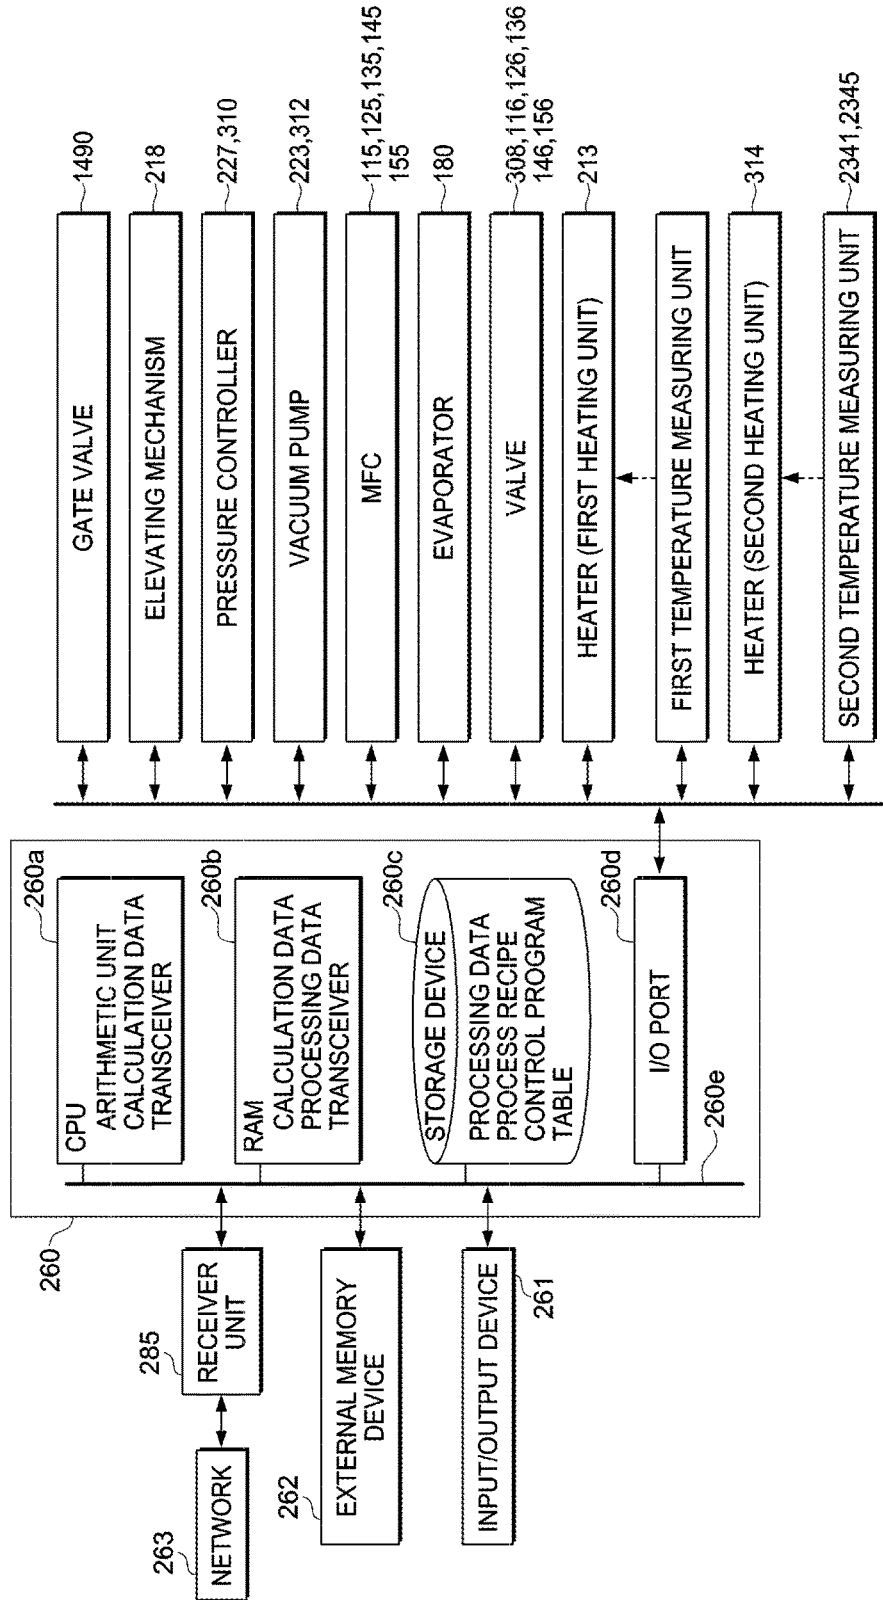 260
CPU
260a
ARITHMETIC UNIT
CALCULATION DATA
TRANSCEIVER
RAM
260b
CALCULATION DATA
PROCESSING DATA
TRANSCEIVER
STORAGE DEVICE
260c
PROCESSING DATA
PROCESS RECIPE
CONTROL PROGRAM
TABLE
I/O PORT
260d
260e
263
NETWORK
285
RECEIVER
UNIT
262
EXTERNAL MEMORY
DEVICE
INPUT/OUTPUT DEVICE
261
GATE VALVE
1490
ELEVATING MECHANISM
218
PRESSURE CONTROLLER
227,310
VACUUM PUMP
223,312
MFC
115,125,135,145
155
EVAPORATOR
180
VALVE
308,116,126,136
146,156
HEATER (FIRST HEATING UNIT)
213
FIRST TEMPERATURE MEASURING UNIT
HEATER (SECOND HEATING UNIT)
314
SECOND TEMPERATURE MEASURING UNIT
2341,2345